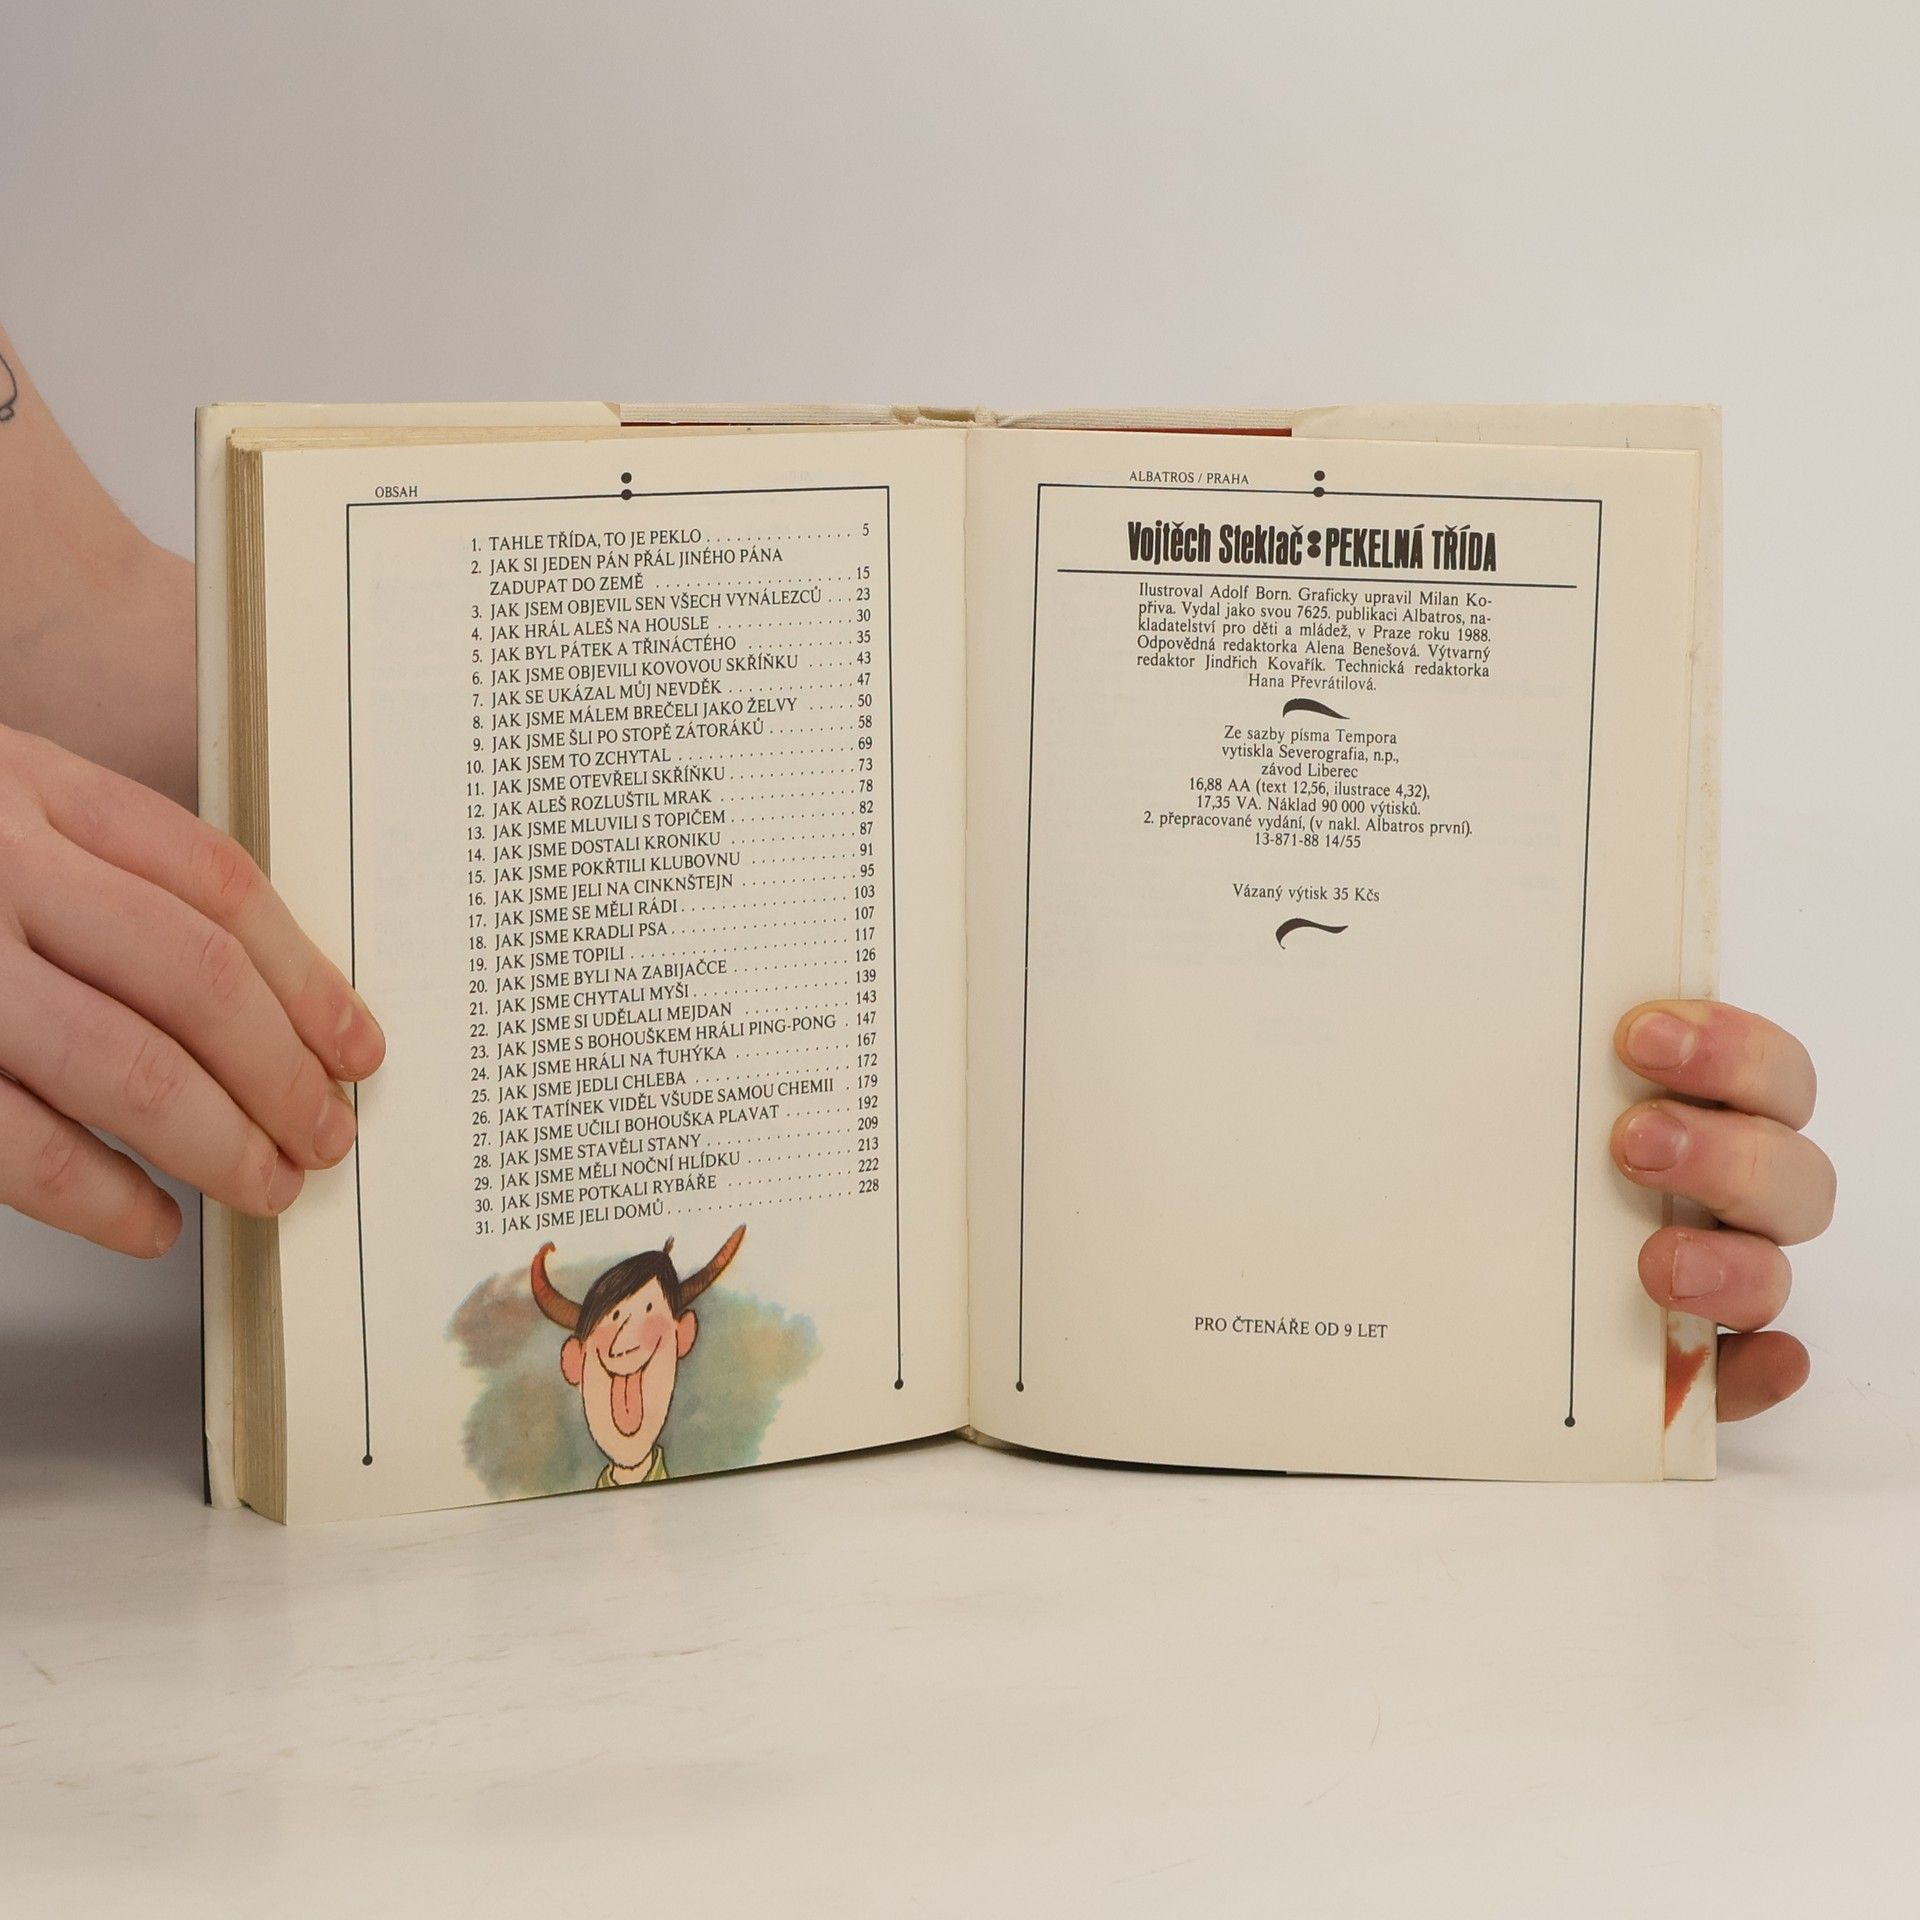 OBSAH
1. TAHLE TŘÍDA, TO JE PEKLO . . . . . . . . . . . . . . . 5
2. JAK SI JEDEN PÁN PŘÁL JINÉHO PÁNA
ZADUPAT DO ZEMĚ . . . . . . . . . . . . . . . . . . . . 15
3. JAK JSEM OBJEVIL SEN VŠECH VYNÁLEZCŮ . . . 23
4. JAK HRÁL ALEŠ NA HOUSLE . . . . . . . . . . . . . . 30
5. JAK BYL PÁTEK A TŘINÁCTÉHO . . . . . . . . . . . 35
6. JAK JSME OBJEVILI KOVOVOU SKŘÍŇKU . . . . . 43
7. JAK SE UKÁZAL MŮJ NEVDĚK . . . . . . . . . . . . . 47
8. JAK JSME MÁLEM BREČELI JAKO ŽELVY . . . . . 50
9. JAK JSME ŠLI PO STOPĚ ZÁTORÁKŮ . . . . . . . . . 58
10. JAK JSEM TO ZCHYTAL . . . . . . . . . . . . . . . . . . 69
11. JAK JSME OTEVŘELI SKŘÍŇKU . . . . . . . . . . . . . 73
12. JAK ALEŠ ROZLUŠTIL MRAK . . . . . . . . . . . . . . 78
13. JAK JSME MLUVILI S TOPIČEM . . . . . . . . . . . . . 82
14. JAK JSME DOSTALI KRONIKU . . . . . . . . . . . . . 87
15. JAK JSME POKŘTILI KLUBOVNU . . . . . . . . . . . 91
16. JAK JSME JELI NA CINKNŠTEJN . . . . . . . . . . . . 95
17. JAK JSME SE MĚLI RÁDI . . . . . . . . . . . . . . . . . 103
18. JAK JSME KRADLI PSA . . . . . . . . . . . . . . . . . . 107
19. JAK JSME TOPILI . . . . . . . . . . . . . . . . . . . . . . 117
20. JAK JSME BYLI NA ZABIJAČCE . . . . . . . . . . . . 126
21. JAK JSME CHYTALI MYŠI . . . . . . . . . . . . . . . . 139
22. JAK JSME SI UDĚLALI MEJDAN . . . . . . . . . . . 143
23. JAK JSME S BOHOUŠKEM HRÁLI PING-PONG . 147
24. JAK JSME HRÁLI NA ŤUHÝKA . . . . . . . . . . . . 167
25. JAK JSME JEDLI CHLEBA . . . . . . . . . . . . . . . . 172
26. JAK TATÍNEK VIDĚL VŠUDE SAMOU CHEMII . 179
27. JAK JSME UČILI BOHOUŠKA PLAVAT . . . . . . . 192
28. JAK JSME STAVĚLI STANY . . . . . . . . . . . . . . . 209
29. JAK JSME MĚLI NOČNÍ HLÍDKU . . . . . . . . . . . 213
30. JAK JSME POTKALI RYBÁŘE . . . . . . . . . . . . . 222
31. JAK JSME JELI DOMŮ . . . . . . . . . . . . . . . . . . . 228
ALBATROS / PRAHA
Vojtěch Steklač : PEKELNÁ TŘÍDA
Ilustroval Adolf Born. Graficky upravil Milan Ko-
přiva. Vydal jako svou 7625. publikaci Albatros, na-
kladatelství pro děti a mládež, v Praze roku 1988.
Odpovědná redaktorka Alena Benešová. Výtvarný
redaktor Jindřich Kovařík. Technická redaktorka
Hana Převrátilová.
Ze sazby písma Tempora
vytiskla Severografia, n.p.,
závod Liberec
16,88 AA (text 12,56, ilustrace 4,32),
17,35 VA. Náklad 90 000 výtisků.
2. přepracované vydání, (v nakl. Albatros první).
13-871-88 14/55
Vázaný výtisk 35 Kčs
PRO ČTENÁŘE OD 9 LET